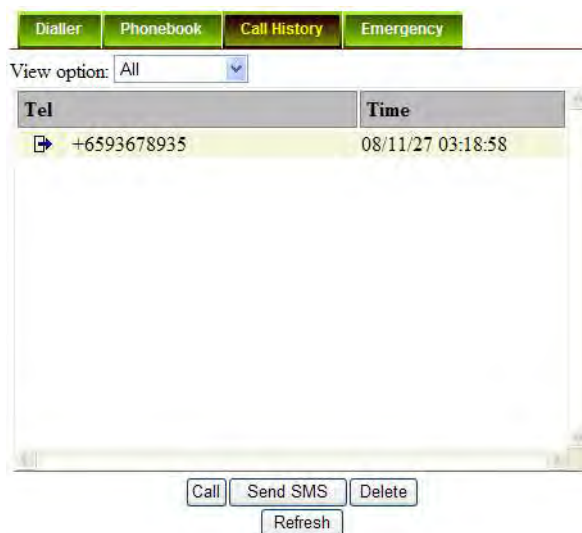 Dialler Phonebook Call History Emergency
View option: All
Tel Time
+6593678935 08/11/27 03:18:58
Call Send SMS Delete
Refresh